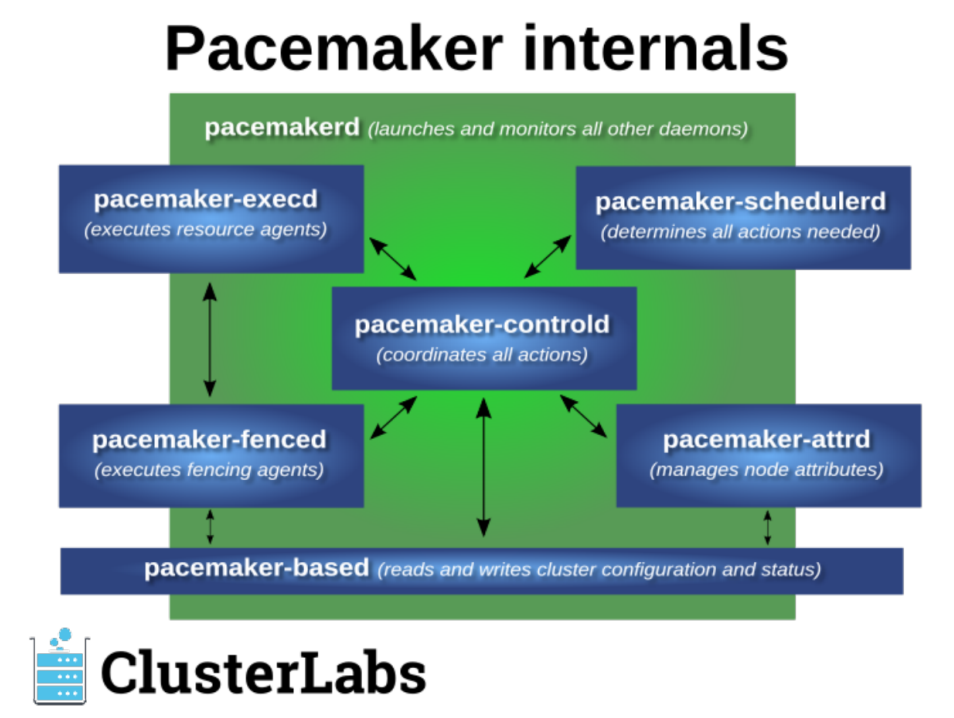 Pacemaker internals
pacemakerd (launches and monitors all other daemons)
pacemaker-execd
(executes resource agents)
pacemaker-schedulerd
(determines all actions needed)
pacemaker-controld
(coordinates all actions)
pacemaker-fenced
(executes fencing agents)
pacemaker-attrd
(manages node attributes)
pacemaker-based (reads and writes cluster configuration and status)
ClusterLabs